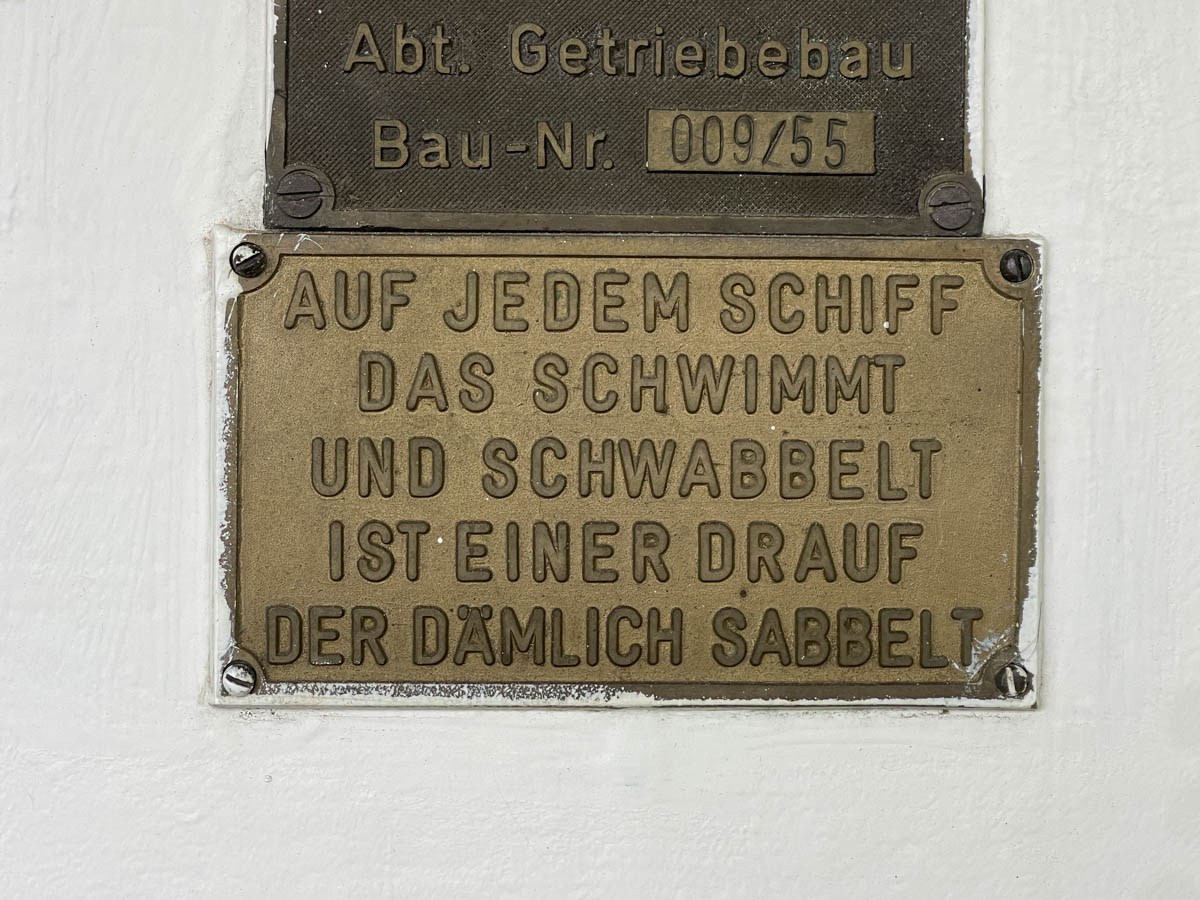 Abt. Getriebebau
Bau-Nr. 009/55
AUF JEDEM SCHIFF
DAS SCHWIMMT
UND SCHWABBELT
IST EINER DRAUF
DER DÄMLICH SABBELT